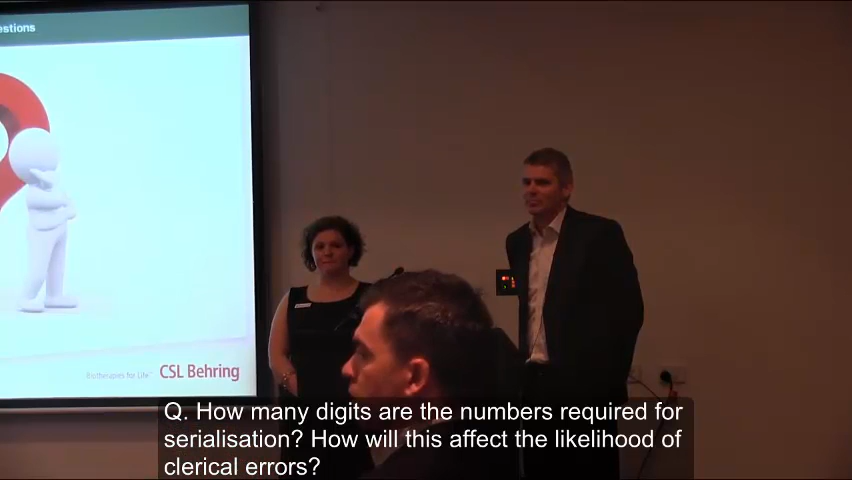 estions
Biotherapies for Life™ CSL Behring
Q. How many digits are the numbers required for
serialisation? How will this affect the likelihood of
clerical errors?